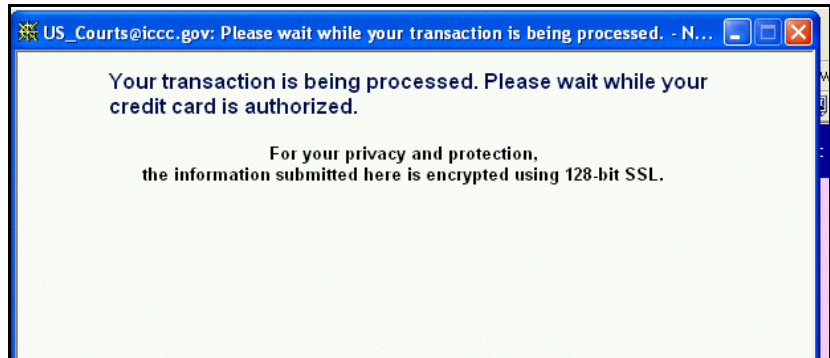 US_Courts@iccc.gov: Please wait while your transaction is being processed. - N...
Your transaction is being processed. Please wait while your
credit card is authorized.
For your privacy and protection,
the information submitted here is encrypted using 128-bit SSL.